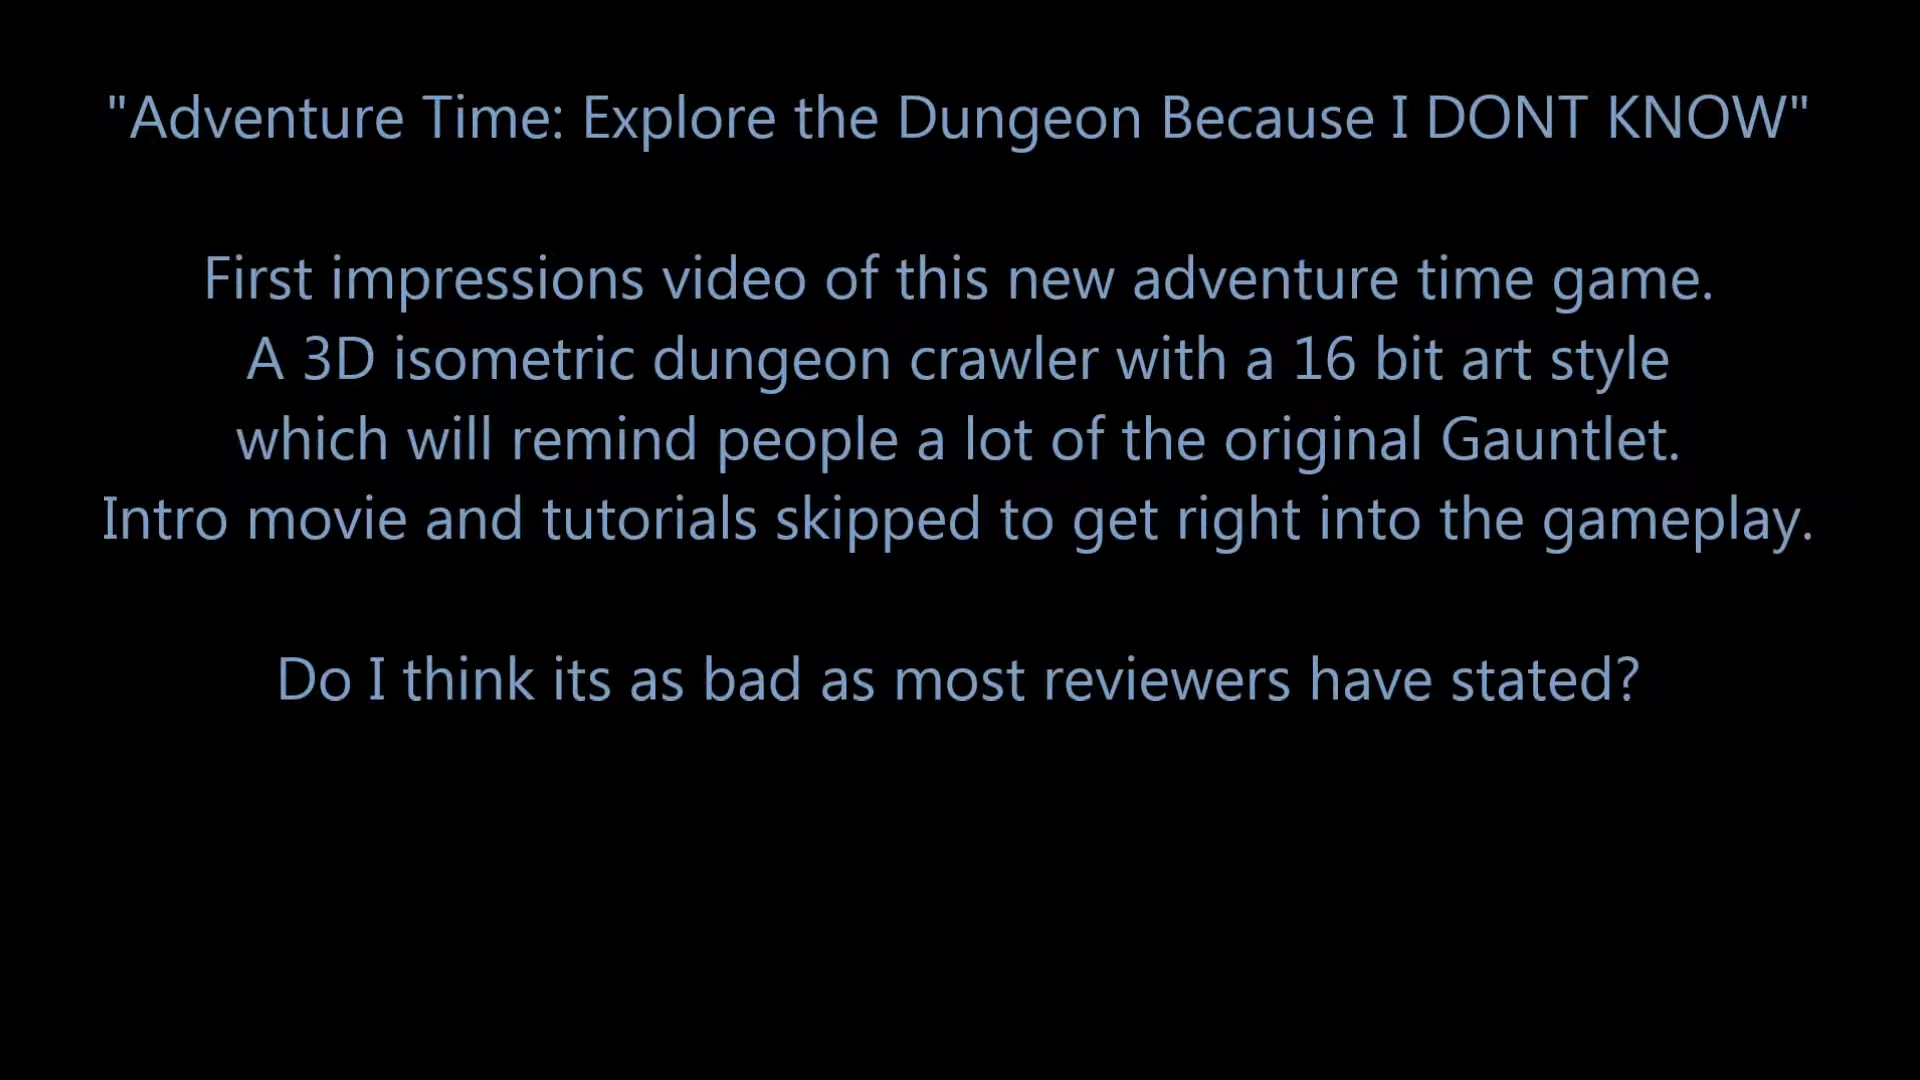 "Adventure Time: Explore the Dungeon Because I DONT KNOW"
First impressions video of this new adventure time game.
A 3D isometric dungeon crawler with a 16 bit art style
which will remind people a lot of the original Gauntlet.
Intro movie and tutorials skipped to get right into the gameplay.
Do I think its as bad as most reviewers have stated?